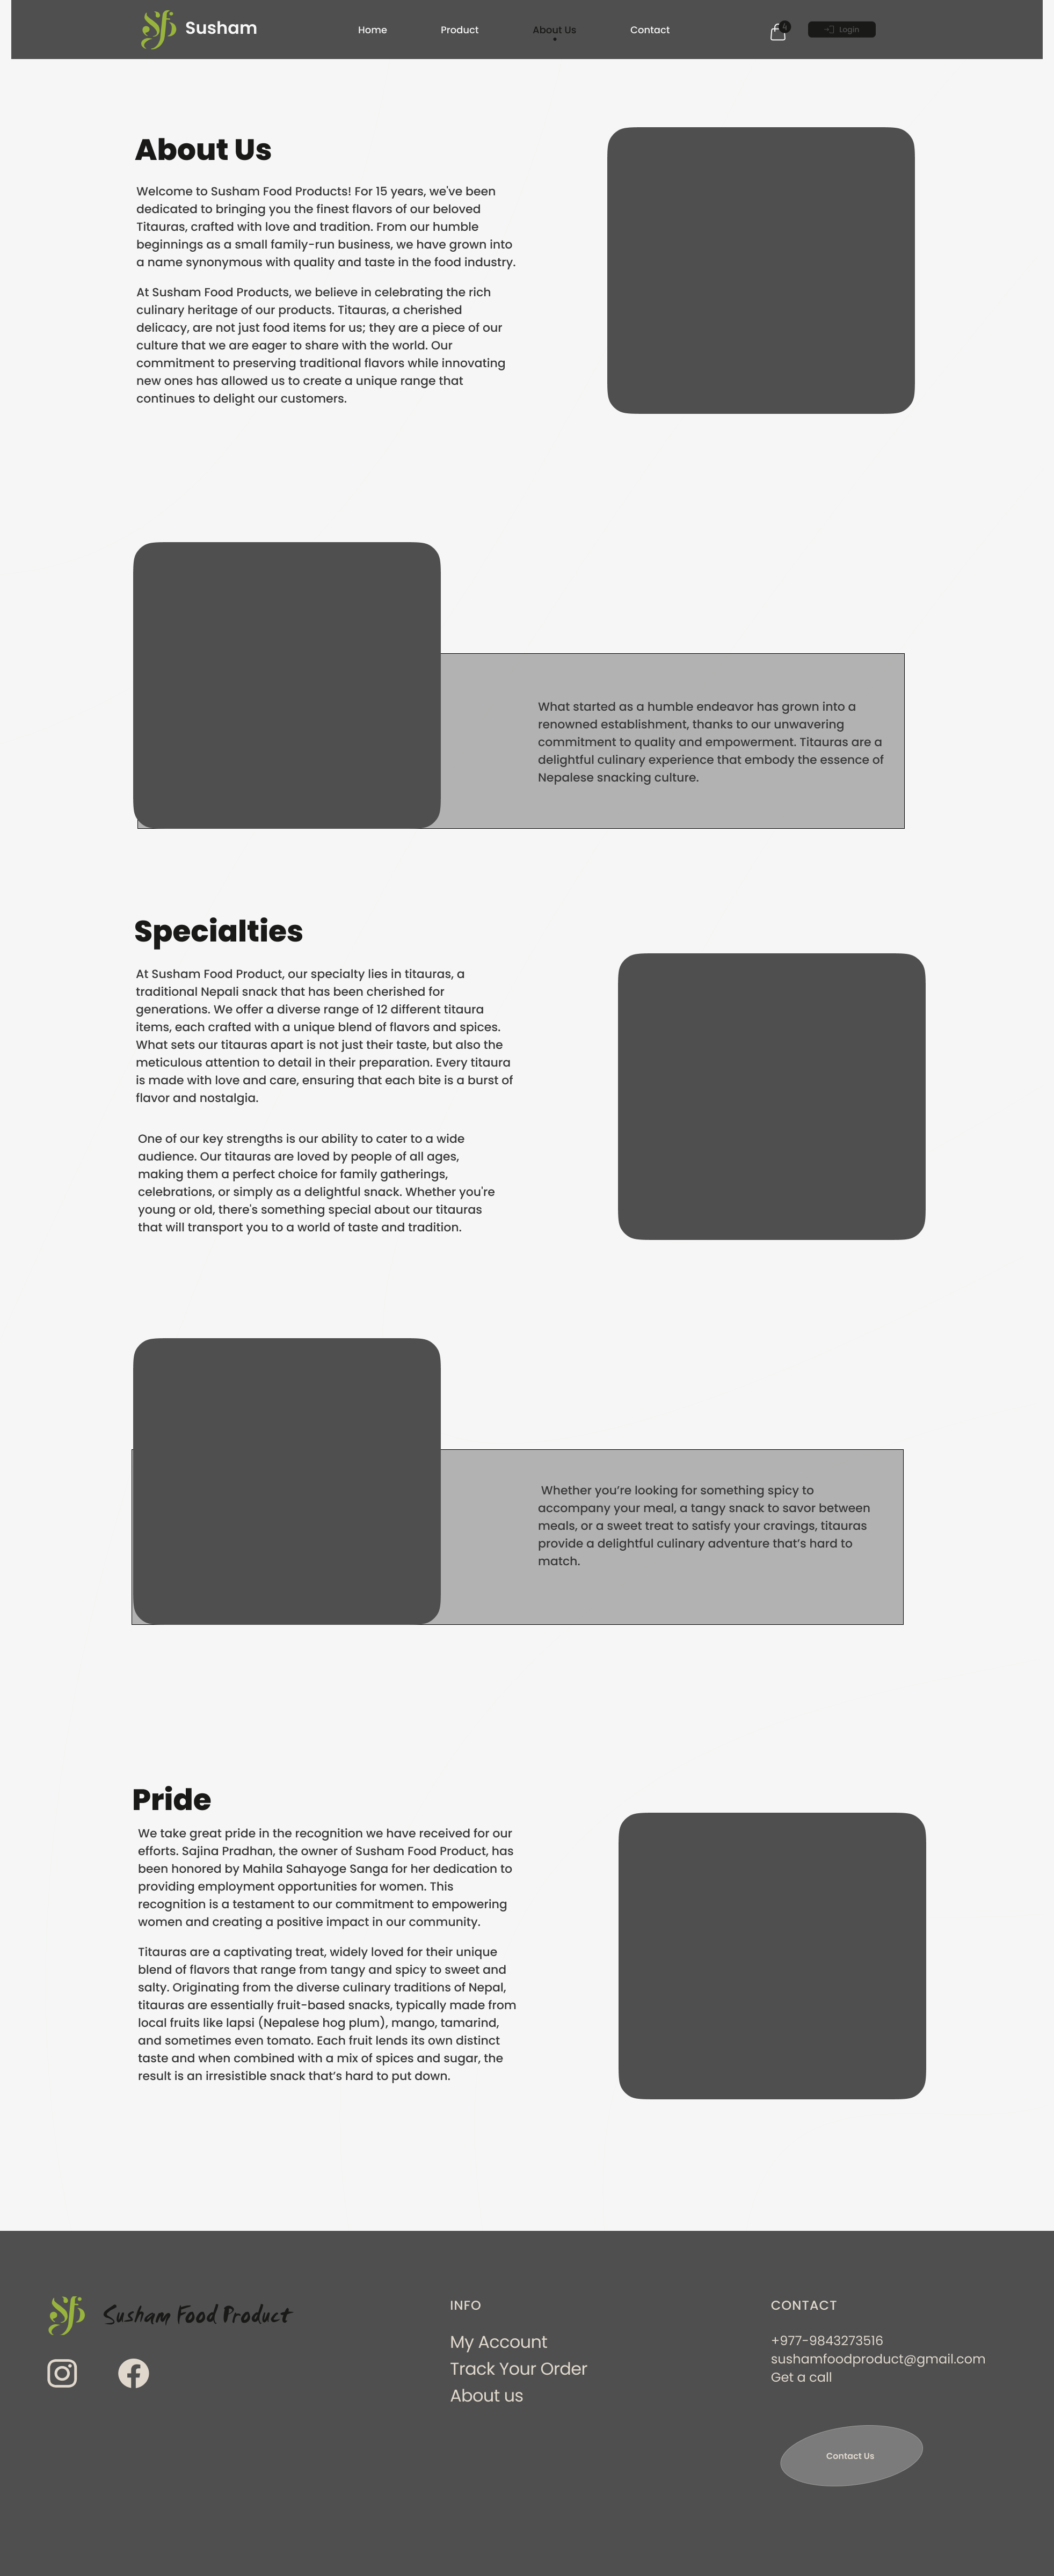 Susham
Home
Product
About Us
Contact
Login
About Us
Welcome to Susham Food Products! For 15 years, we've been
dedicated to bringing you the finest flavors of our beloved
Titauras, crafted with love and tradition. From our humble
beginnings as a small family-run business, we have grown into
a name synonymous with quality and taste in the food industry.
At Susham Food Products, we believe in celebrating the rich
culinary heritage of our products. Titauras, a cherished
delicacy, are not just food items for us; they are a piece of our
culture that we are eager to share with the world. Our
commitment to preserving traditional flavors while innovating
new ones has allowed us to create a unique range that
continues to delight our customers.
What started as a humble endeavor has grown into a
renowned establishment, thanks to our unwavering
commitment to quality and empowerment. Titauras are a
delightful culinary experience that embody the essence of
Nepalese snacking culture.
Specialties
At Susham Food Product, our specialty lies in titauras, a
traditional Nepali snack that has been cherished for
generations. We offer a diverse range of 12 different titaura
items, each crafted with a unique blend of flavors and spices.
What sets our titauras apart is not just their taste, but also the
meticulous attention to detail in their preparation. Every titaura
is made with love and care, ensuring that each bite is a burst of
flavor and nostalgia.
One of our key strengths is our ability to cater to a wide
audience. Our titauras are loved by people of all ages,
making them a perfect choice for family gatherings,
celebrations, or simply as a delightful snack. Whether you're
young or old, there's something special about our titauras
that will transport you to a world of taste and tradition.
Whether you’re looking for something spicy to
accompany your meal, a tangy snack to savor between
meals, or a sweet treat to satisfy your cravings, titauras
provide a delightful culinary adventure that’s hard to
match.
Pride
We take great pride in the recognition we have received for our
efforts. Sajina Pradhan, the owner of Susham Food Product, has
been honored by Mahila Sahayoge Sanga for her dedication to
providing employment opportunities for women. This
recognition is a testament to our commitment to empowering
women and creating a positive impact in our community.
Titauras are a captivating treat, widely loved for their unique
blend of flavors that range from tangy and spicy to sweet and
salty. Originating from the diverse culinary traditions of Nepal,
titauras are essentially fruit-based snacks, typically made from
local fruits like lapsi (Nepalese hog plum), mango, tamarind,
and sometimes even tomato. Each fruit lends its own distinct
taste and when combined with a mix of spices and sugar, the
result is an irresistible snack that’s hard to put down.
Susham Food Product
INFO
My Account
Track Your Order
About us
CONTACT
+977-9843273516
sushamfoodproduct@gmail.com
Get a call
Contact Us